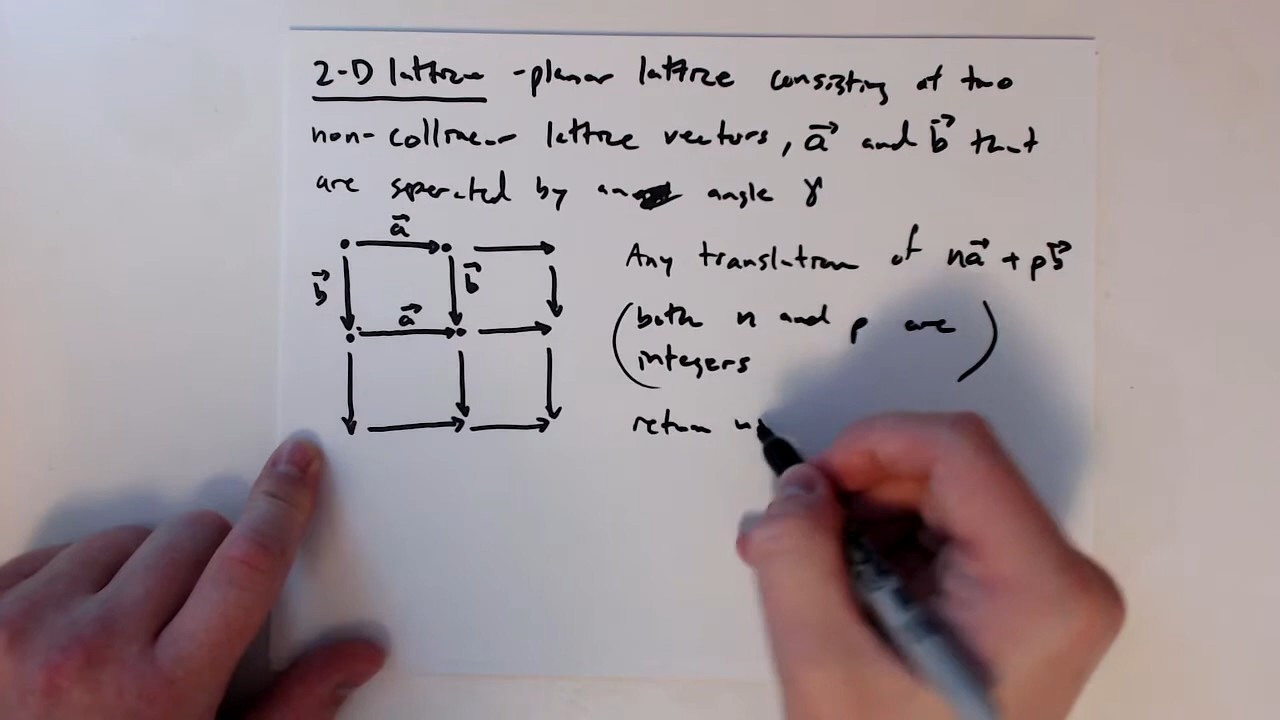 2-D lattice - planar lattice consisting of two
non-collinear lattice vectors, a⃗ and b⃗ that
are seperated by an angle γ
a⃗
b⃗ b⃗
a⃗
Any translation of na⃗ + pb⃗
(both n and p are
integers)
return